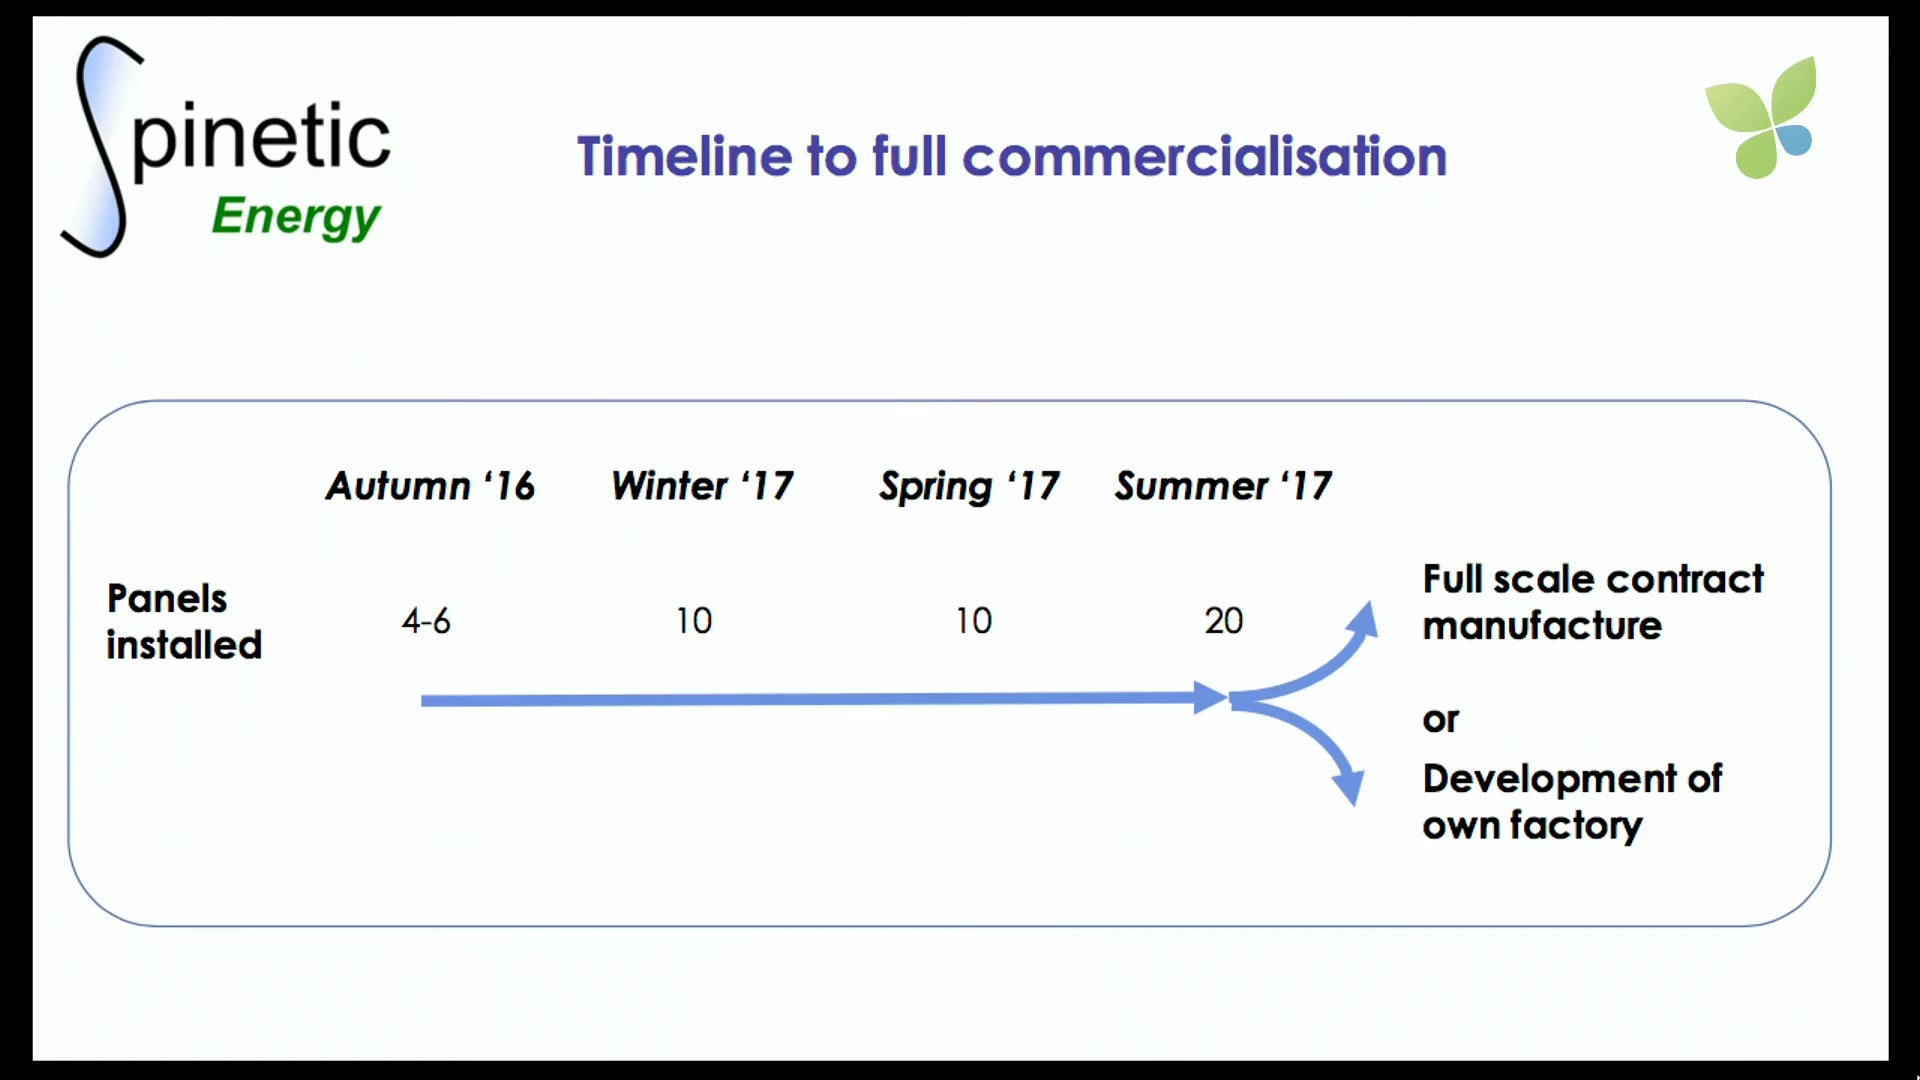 Spinetic
Energy
Timeline to full commercialisation
Autumn ‘16 Winter ‘17 Spring ‘17 Summer ‘17
Panels
installed
4-6 10 10 20
Full scale contract
manufacture
or
Development of
own factory